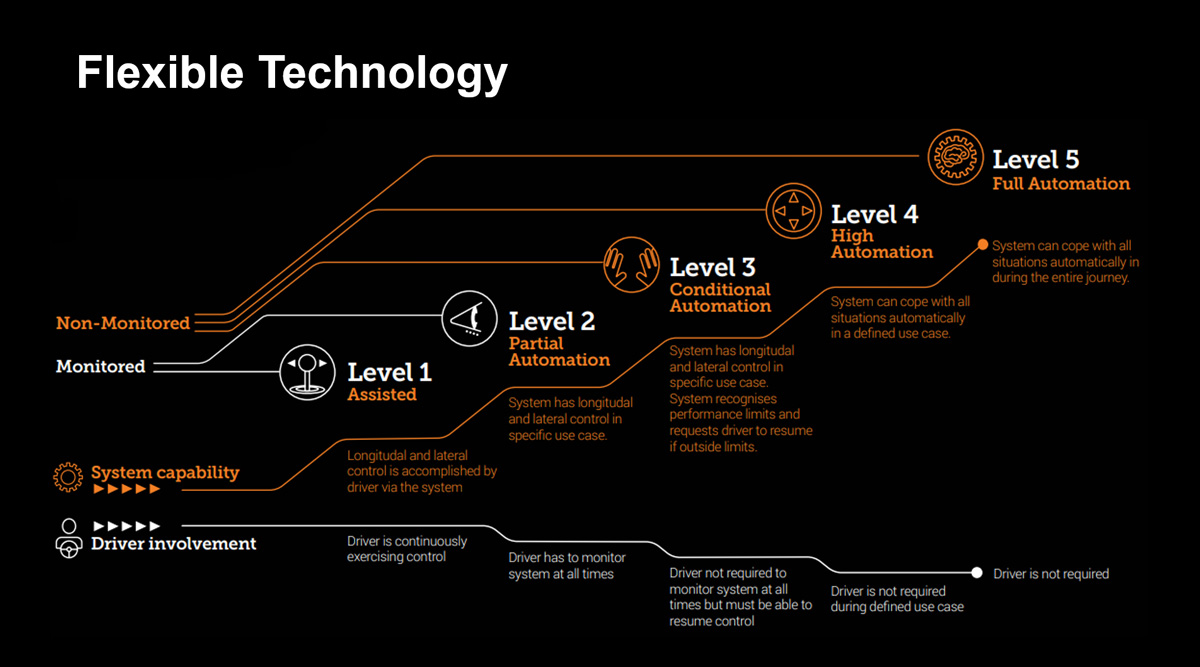 Flexible Technology
Level 5
Full Automation
Level 4
High
Automation
System can cope with all
situations automatically in
during the entire journey.
Level 3
Conditional
Automation
System can cope with all
situations automatically
in a defined use case.
Non-Monitored
Level 2
Partial
Automation
System has longitudal
and lateral control in
specific use case.
System recognises
performance limits and
requests driver to resume
if outside limits.
Monitored
Level 1
Assisted
System has longitudal
and lateral control in
specific use case.
Longitudal and lateral
control is accomplished by
driver via the system
System capability
Driver involvement
Driver is continuously
exercising control
Driver has to monitor
system at all times
Driver not required to
monitor system at all
times but must be able to
resume control
Driver is not required
during defined use case
Driver is not required